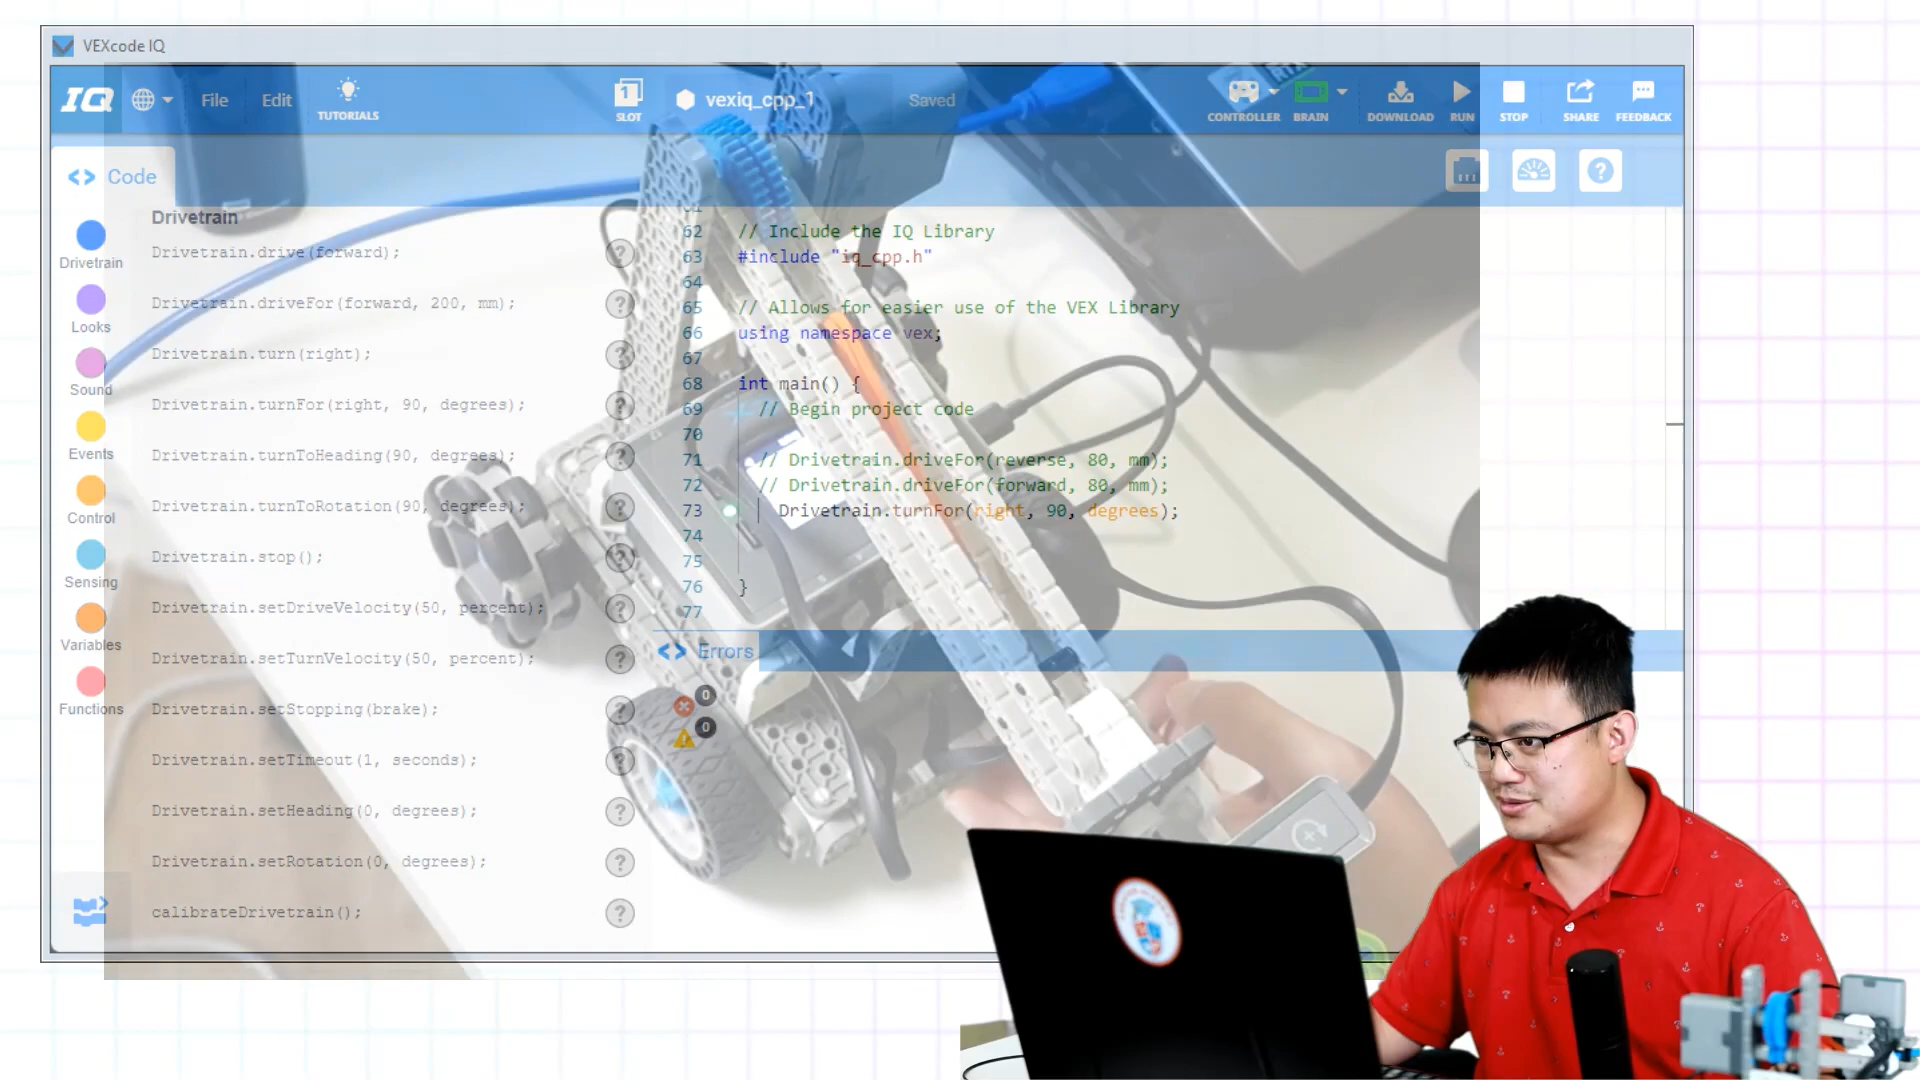 VEXcode IQ
IQ
File
Edit
TUTORIALS
1
SLOT
vexiq_cpp_1
Saved
CONTROLLER
BRAIN
DOWNLOAD
RUN
STOP
SHARE
FEEDBACK
<> Code
?
Drivetrain
Looks
Sound
Events
Control
Sensing
Variables
Functions
Drivetrain
Drivetrain.drive(forward); ?
Drivetrain.driveFor(forward, 200, mm); ?
Drivetrain.turn(right); ?
Drivetrain.turnFor(right, 90, degrees); ?
Drivetrain.turnToHeading(90, degrees); ?
Drivetrain.turnToRotation(90, degrees); ?
Drivetrain.stop(); ?
Drivetrain.setDriveVelocity(50, percent); ?
Drivetrain.setTurnVelocity(50, percent); ?
Drivetrain.setStopping(brake); ?
Drivetrain.setTimeout(1, seconds); ?
Drivetrain.setHeading(0, degrees); ?
Drivetrain.setRotation(0, degrees); ?
calibrateDrivetrain(); ?
62 // Include the IQ Library
63 #include "iq_cpp.h"
64
65 // Allows for easier use of the VEX Library
66 using namespace vex;
67
68 int main() {
69 // Begin project code
70
71 // Drivetrain.driveFor(reverse, 80, mm);
72 // Drivetrain.driveFor(forward, 80, mm);
73 Drivetrain.turnFor(right, 90, degrees);
74
75
76 }
77
<> Errors
0
0